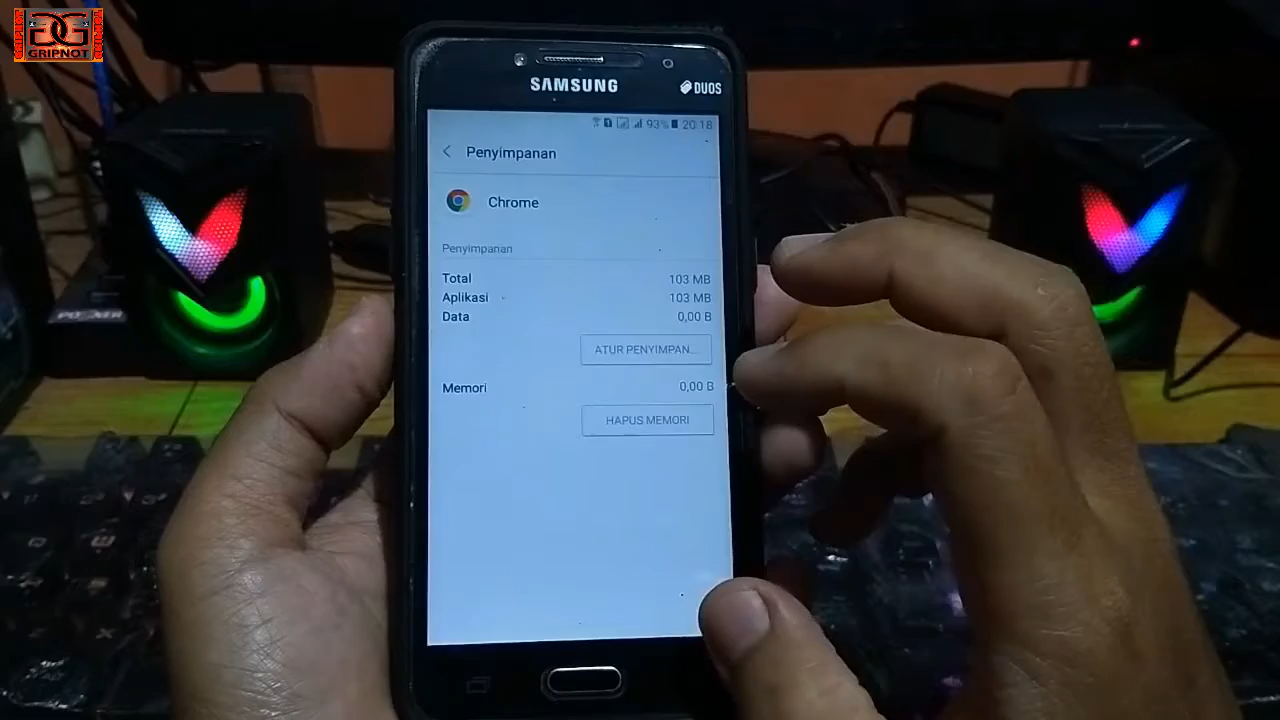 GRIPNOT
SAMSUNG
DUOS
93% 20:18
Penyimpanan
Chrome
Penyimpanan
Total 103 MB
Aplikasi 103 MB
Data 0,00 B
ATUR PENYIMPAN...
Memori 0,00 B
HAPUS MEMORI